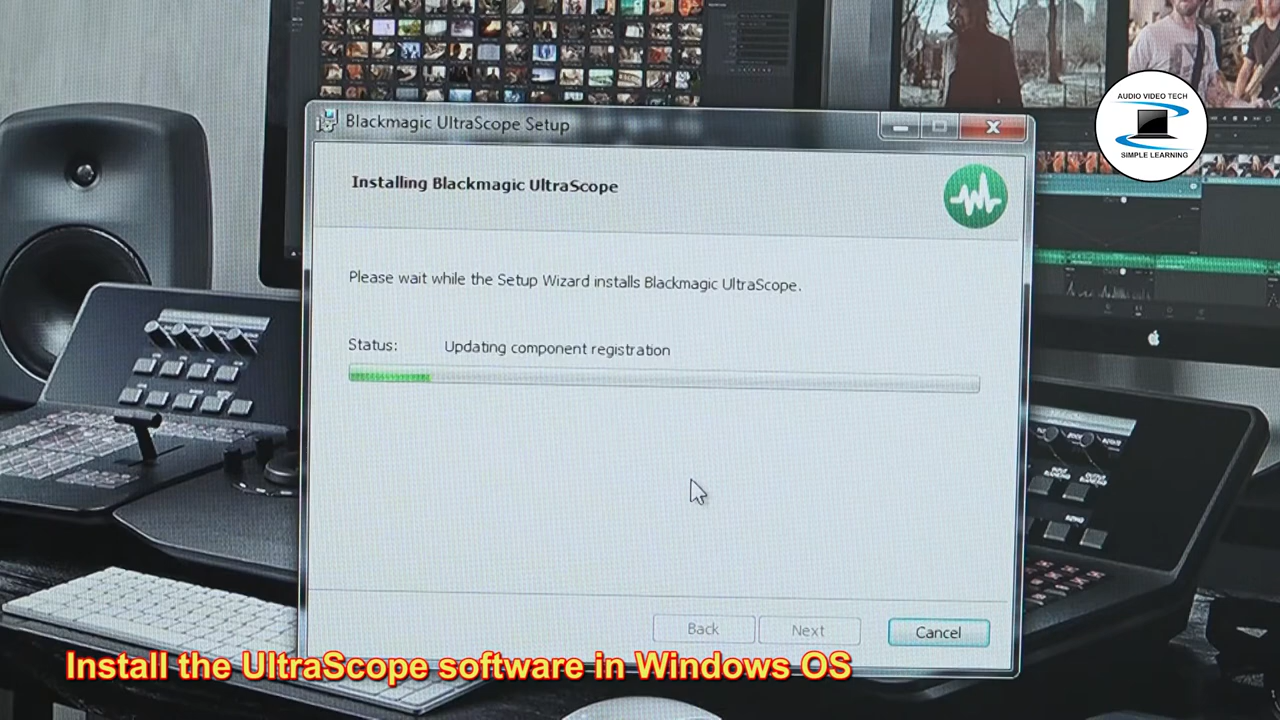 AUDIO VIDEO TECH
SIMPLE LEARNING
Blackmagic UltraScope Setup
Installing Blackmagic UltraScope
Please wait while the Setup Wizard installs Blackmagic UltraScope.
Status: Updating component registration
Back Next Cancel
Install the UltraScope software in Windows OS